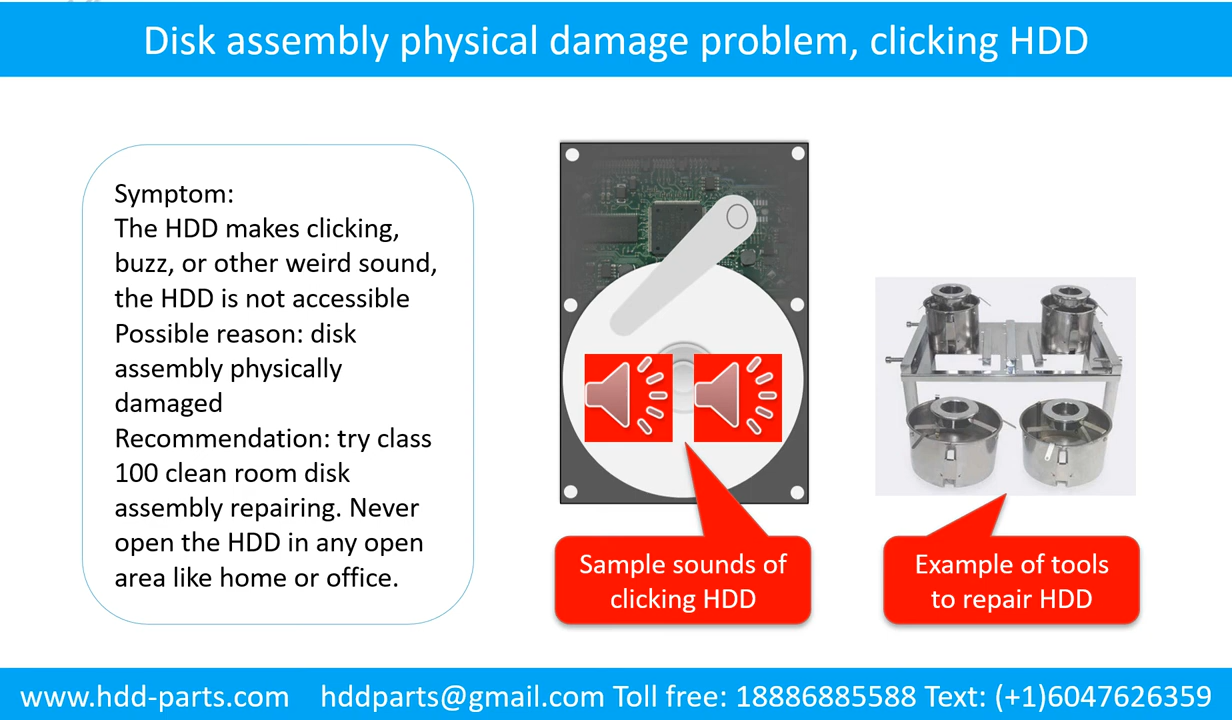 Disk assembly physical damage problem, clicking HDD
Symptom:
The HDD makes clicking,
buzz, or other weird sound,
the HDD is not accessible
Possible reason: disk
assembly physically
damaged
Recommendation: try class
100 clean room disk
assembly repairing. Never
open the HDD in any open
area like home or office.
Sample sounds of
clicking HDD
Example of tools
to repair HDD
www.hdd-parts.com hddparts@gmail.com Toll free: 18886885588 Text: (+1)6047626359